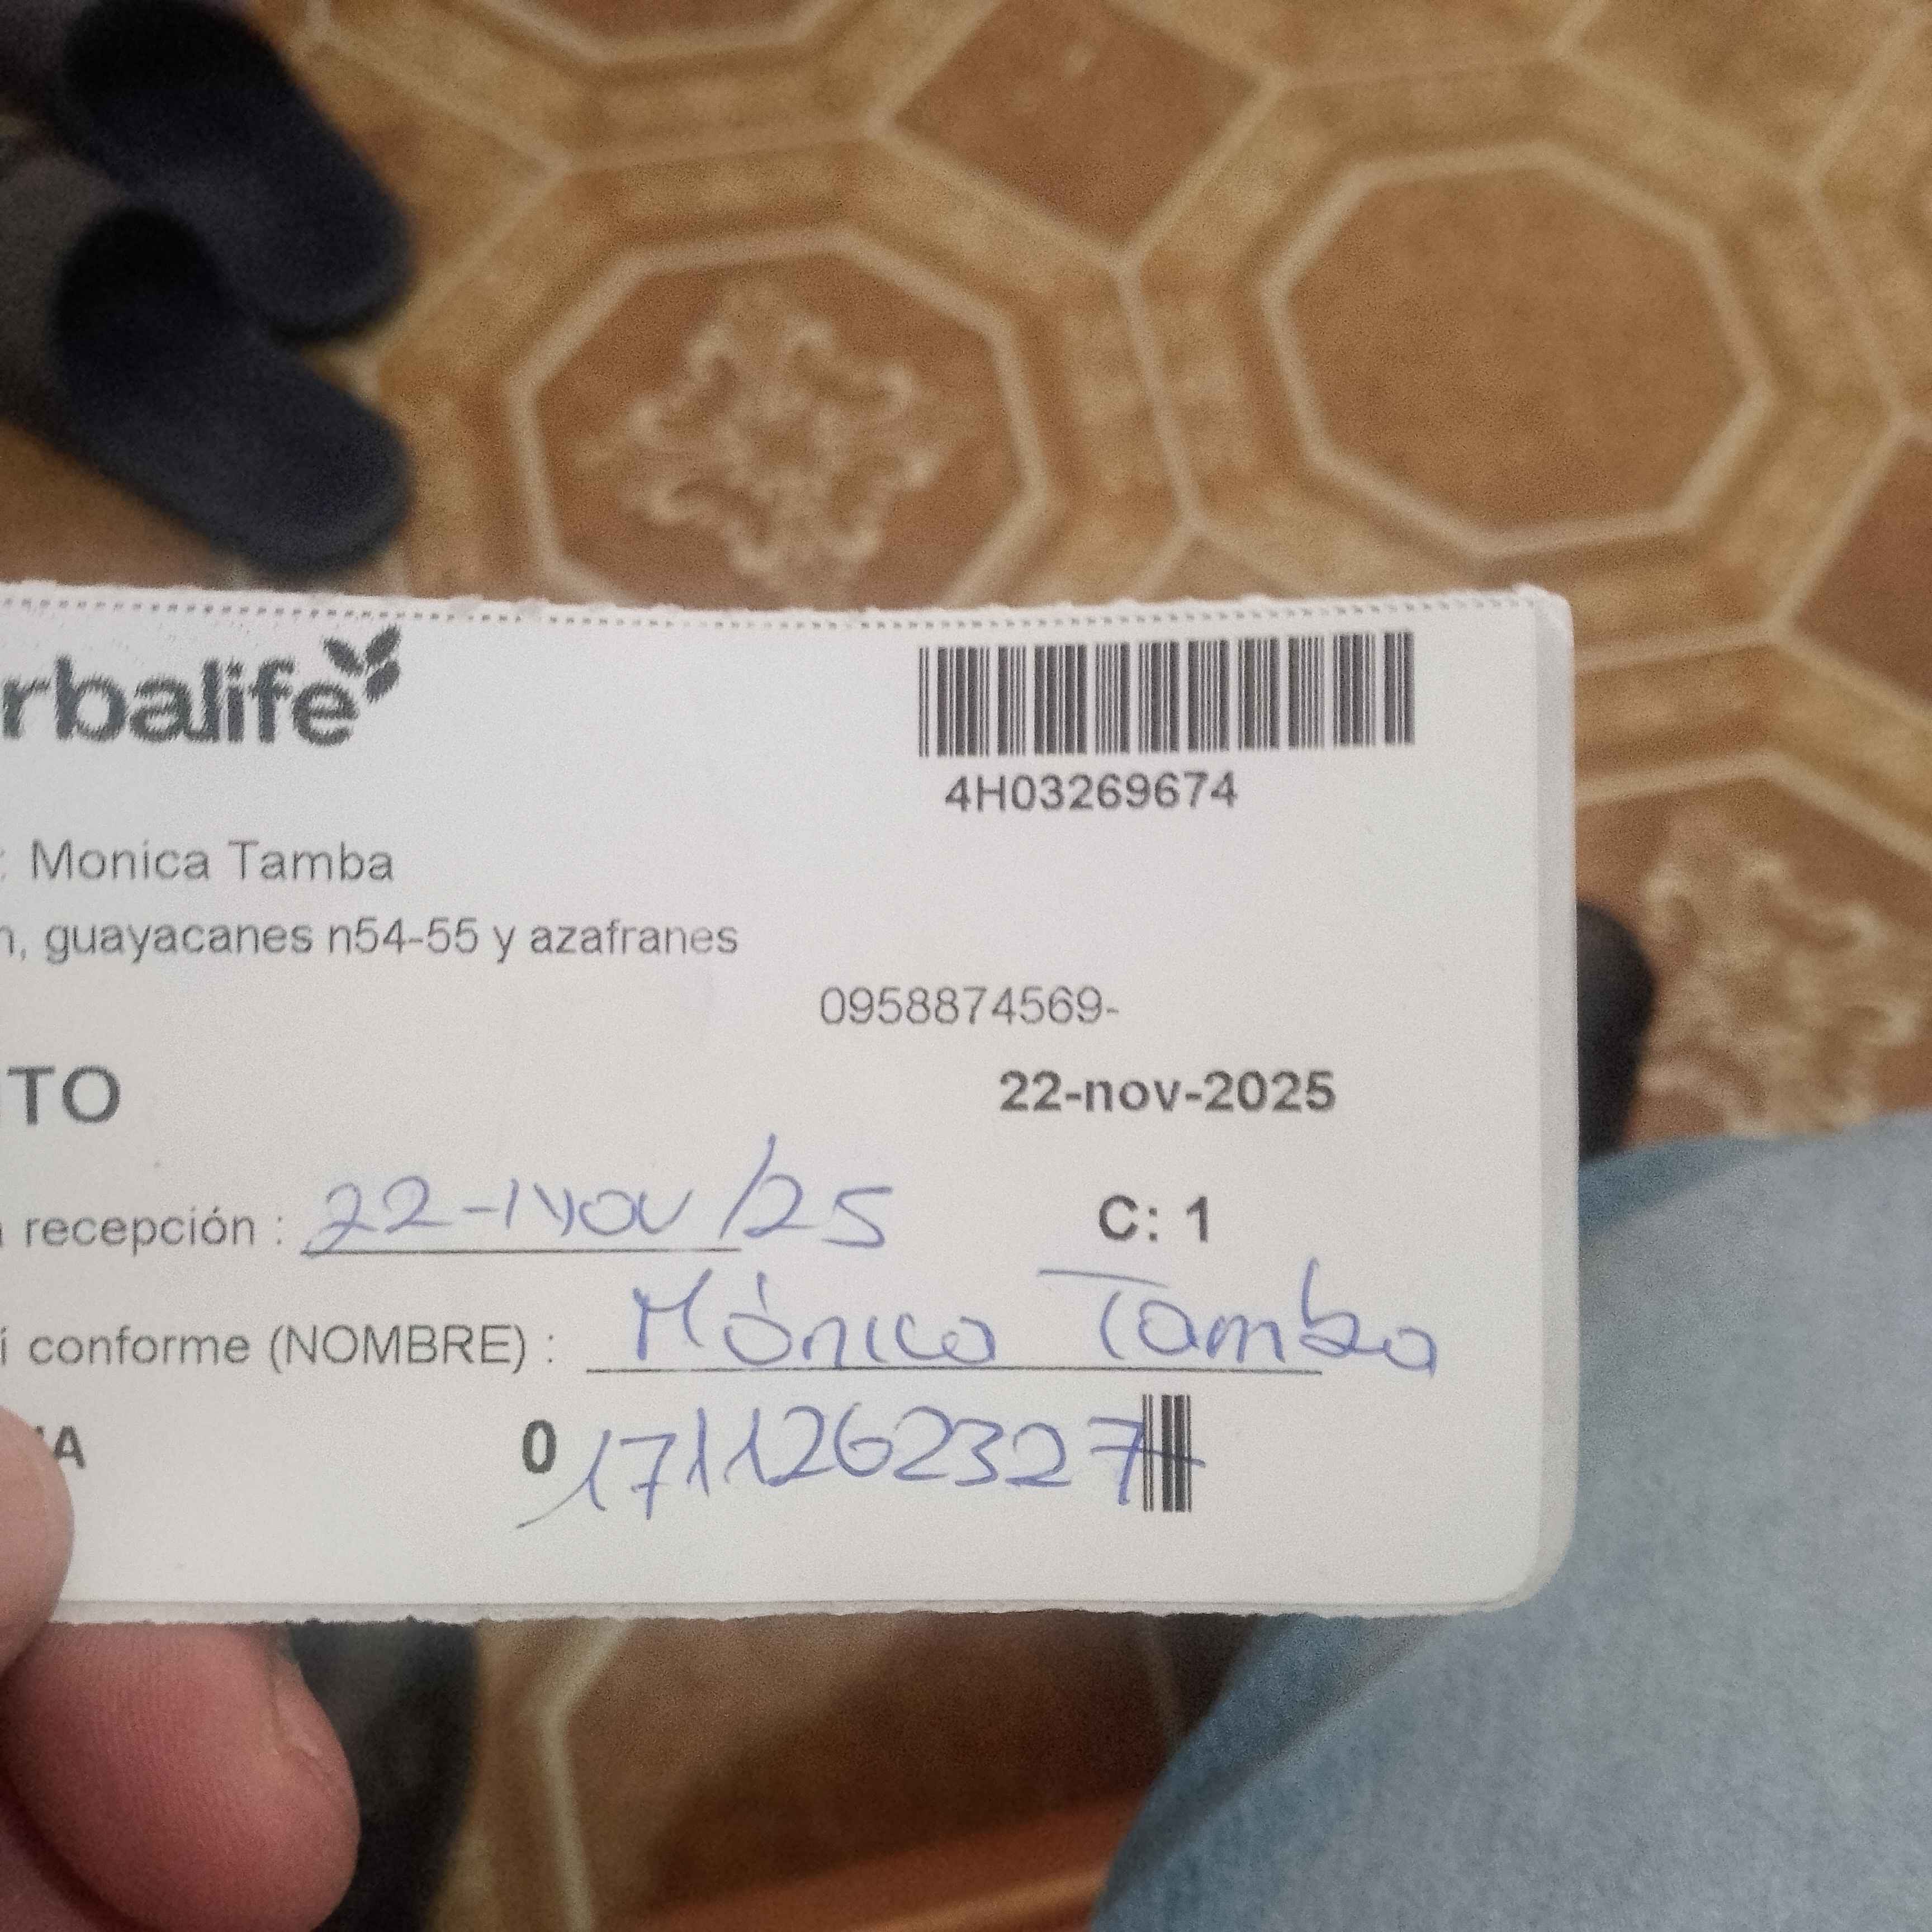 rbalife
4H03269674
: Monica Tamba
n, guayacanes n54-55 y azafranes
0958874569-
TO
22-nov-2025
recepción : 22-Nov/25
C: 1
í conforme (NOMBRE) : Mónica Tamba
A
0 1711262327